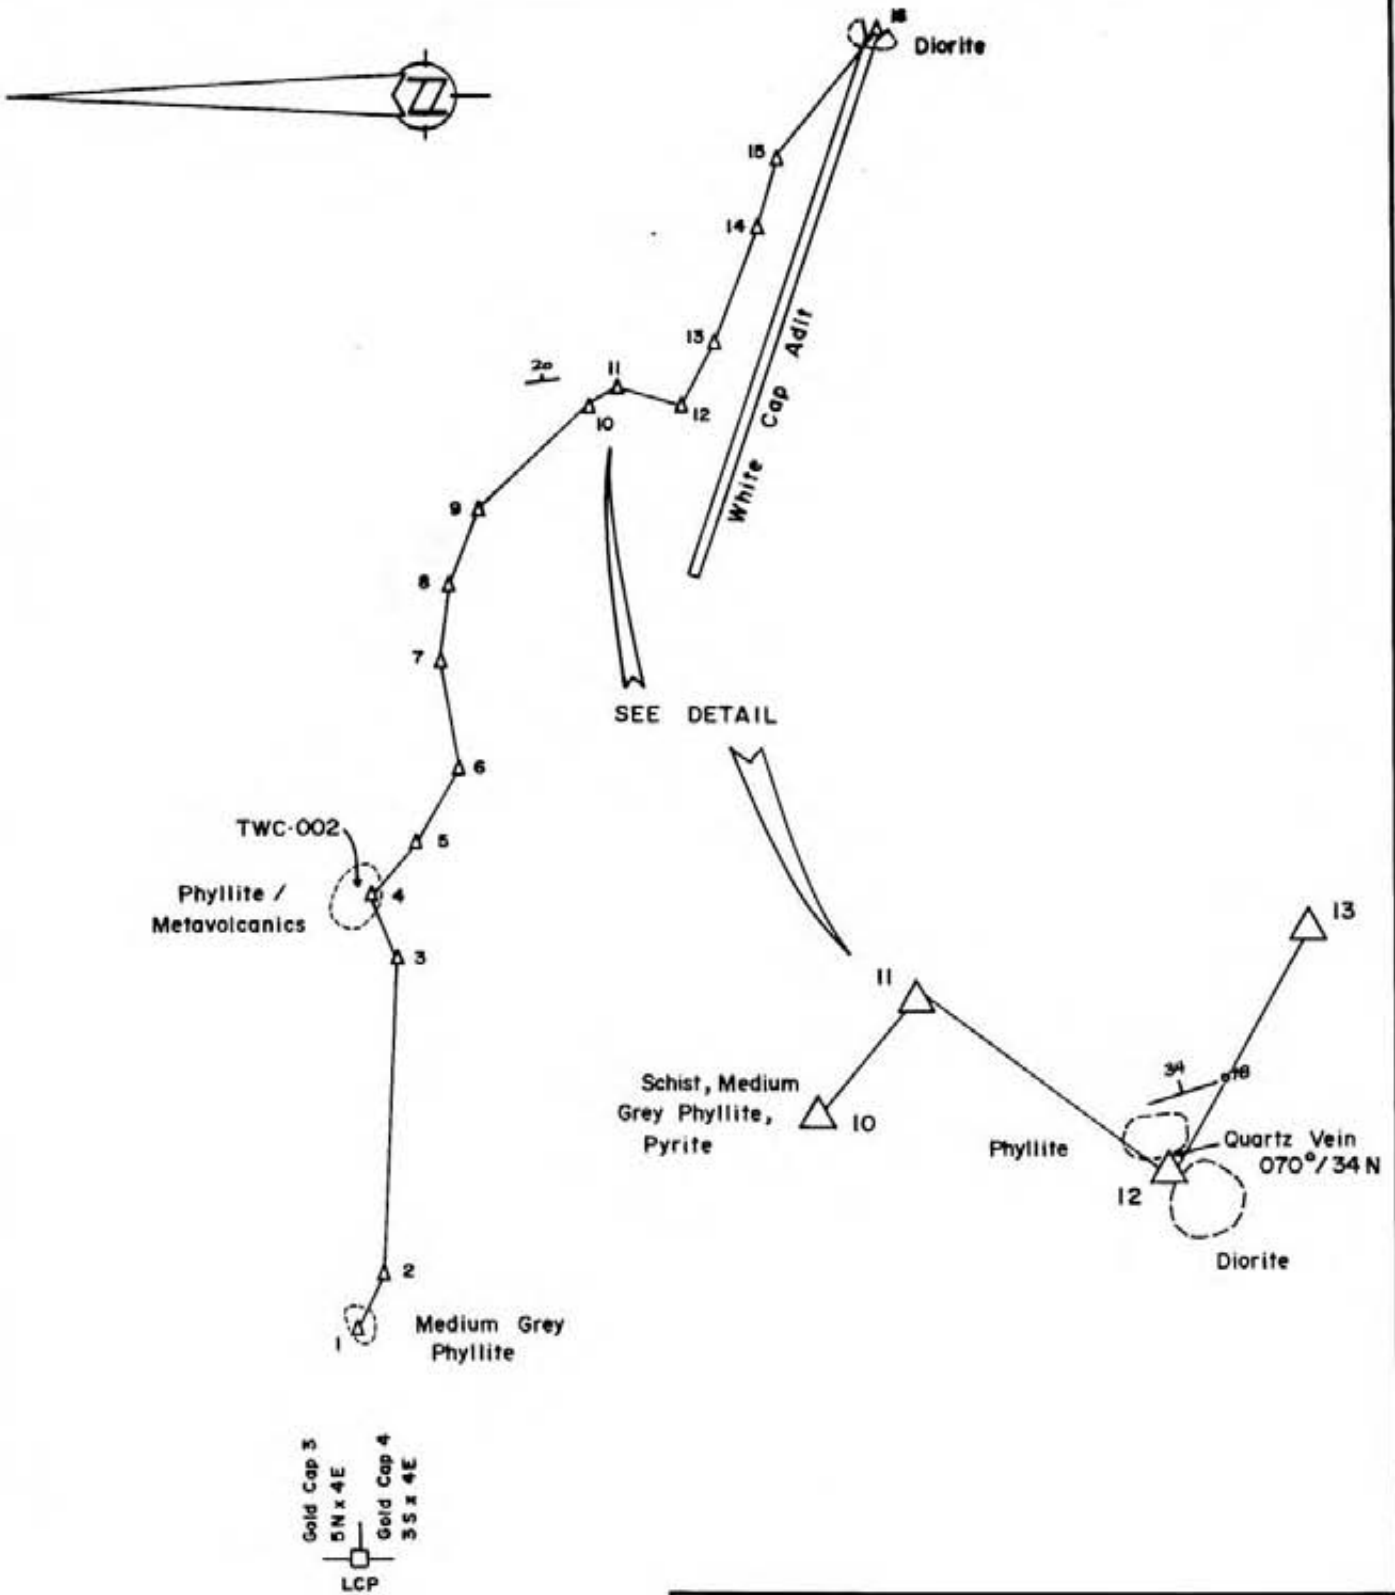 16
Diorite
N
15
14
White Cap Adit
13
20
11
12
10
9
8
7
SEE DETAIL
6
TWC-002
5
Phyllite /
Metavolcanics
4
3
13
11
Schist, Medium
Grey Phyllite,
Pyrite
10
34
Phyllite
Quartz Vein
070°/34 N
12
Diorite
2
1
Medium Grey
Phyllite
Gold Cap 3
5N x 4E
Gold Cap 4
3S x 4E
LCP